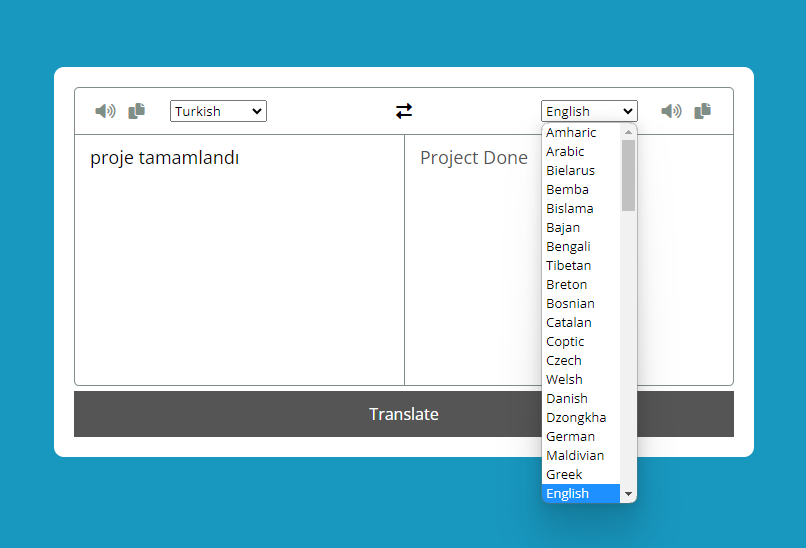 Turkish
English
proje tamamlandı
Project Done
Amharic
Arabic
Bielarus
Bemba
Bislama
Bajan
Bengali
Tibetan
Breton
Bosnian
Catalan
Coptic
Czech
Welsh
Danish
Dzongkha
German
Maldivian
Greek
English
Translate